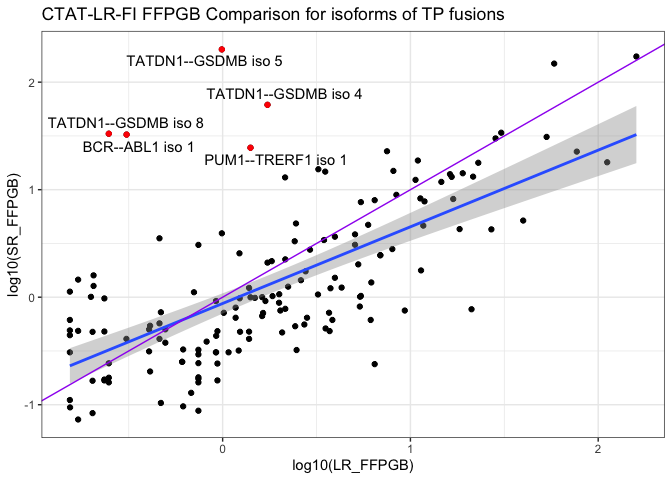 CTAT-LR-FI FFPGB Comparison for isoforms of TP fusions
TATDN1--GSDMB iso 5
TATDN1--GSDMB iso 4
TATDN1--GSDMB iso 8
BCR--ABL1 iso 1
PUM1--TRERF1 iso 1
log10(SR_FFPGB)
2
1
0
-1
0
1
2
log10(LR_FFPGB)